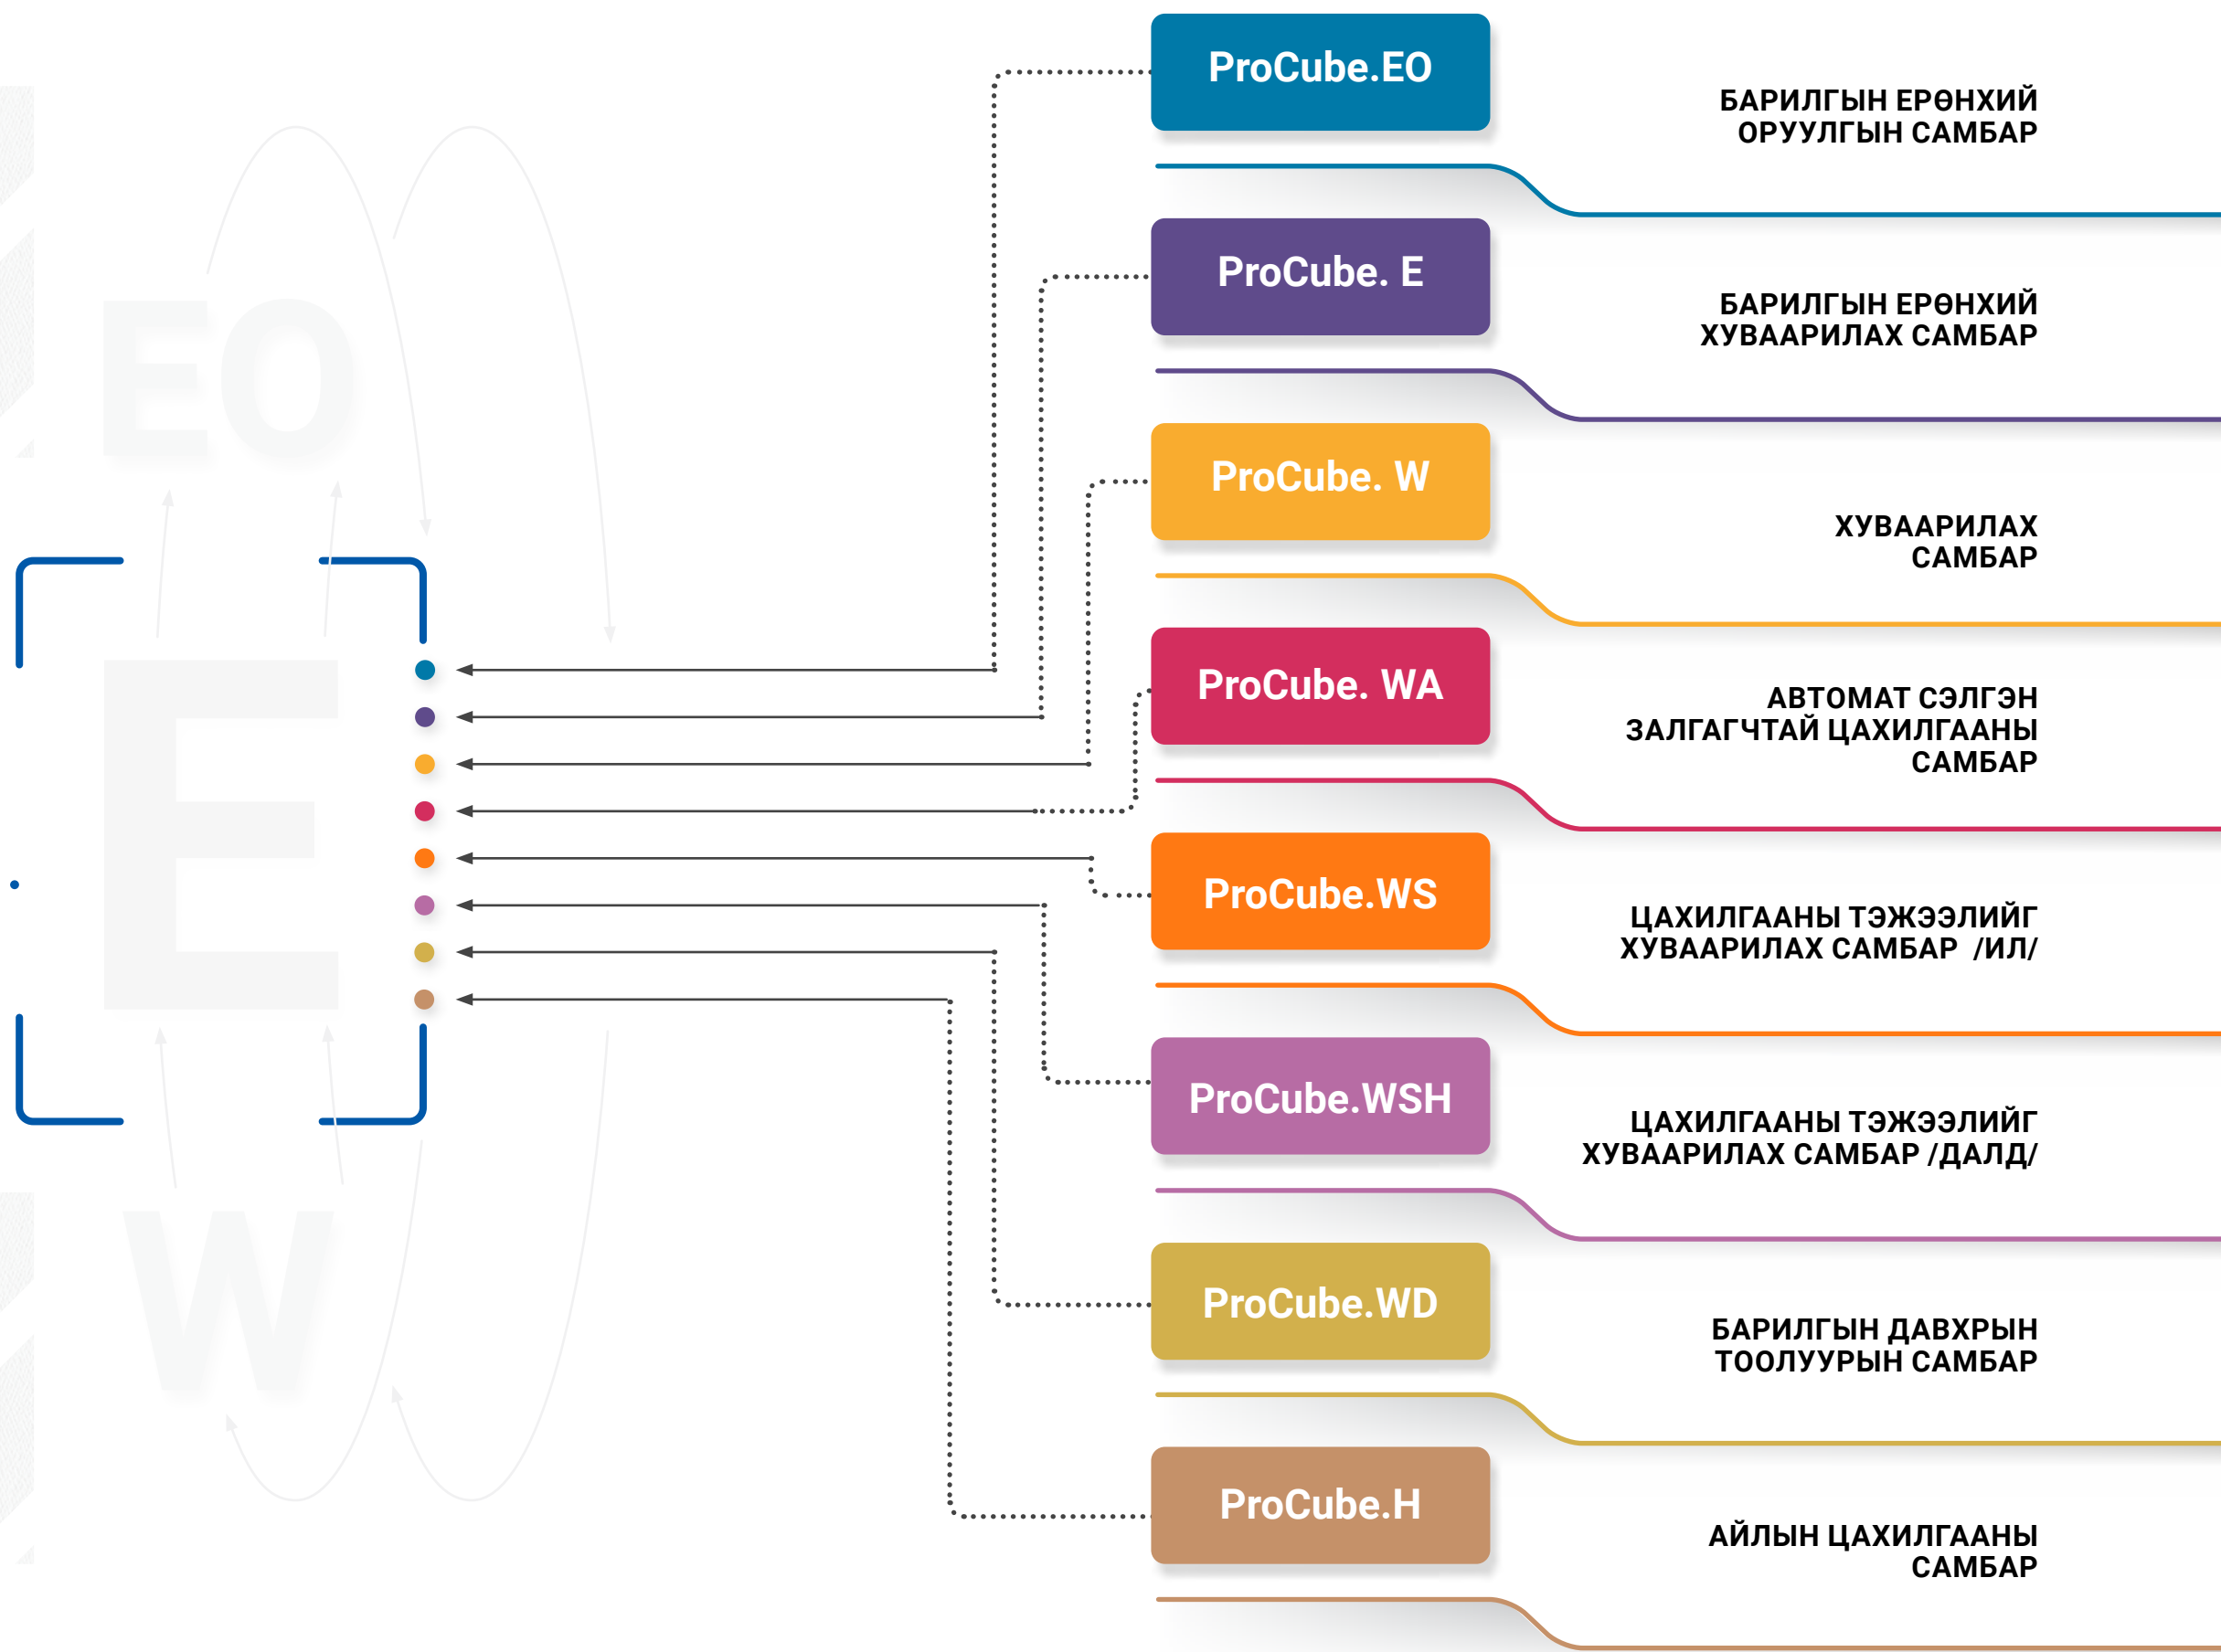 ProCube.EO
БАРИЛГЫН ЕРӨНХИЙ
ОРУУЛГЫН САМБАР
ProCube. E
БАРИЛГЫН ЕРӨНХИЙ
ХУВААРИЛАХ САМБАР
ProCube. W
ХУВААРИЛАХ
САМБАР
ProCube. WA
АВТОМАТ СЭЛГЭН
ЗАЛГАГЧТАЙ ЦАХИЛГААНЫ
САМБАР
ProCube.WS
ЦАХИЛГААНЫ ТЭЖЭЭЛИЙГ
ХУВААРИЛАХ САМБАР /ИЛ/
ProCube.WSH
ЦАХИЛГААНЫ ТЭЖЭЭЛИЙГ
ХУВААРИЛАХ САМБАР /ДАЛД/
ProCube.WD
БАРИЛГЫН ДАВХРЫН
ТООЛУУРЫН САМБАР
ProCube.H
АЙЛЫН ЦАХИЛГААНЫ
САМБАР
EO
E
W